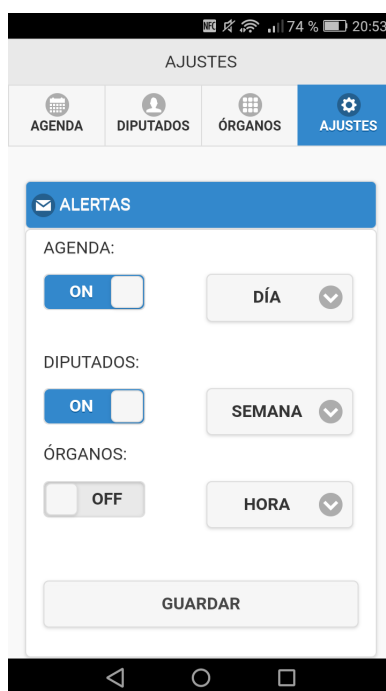 NFC 74 % 20:53
AJUSTES
AGENDA DIPUTADOS ÓRGANOS AJUSTES
ALERTAS
AGENDA:
ON DÍA
DIPUTADOS:
ON SEMANA
ÓRGANOS:
OFF HORA
GUARDAR